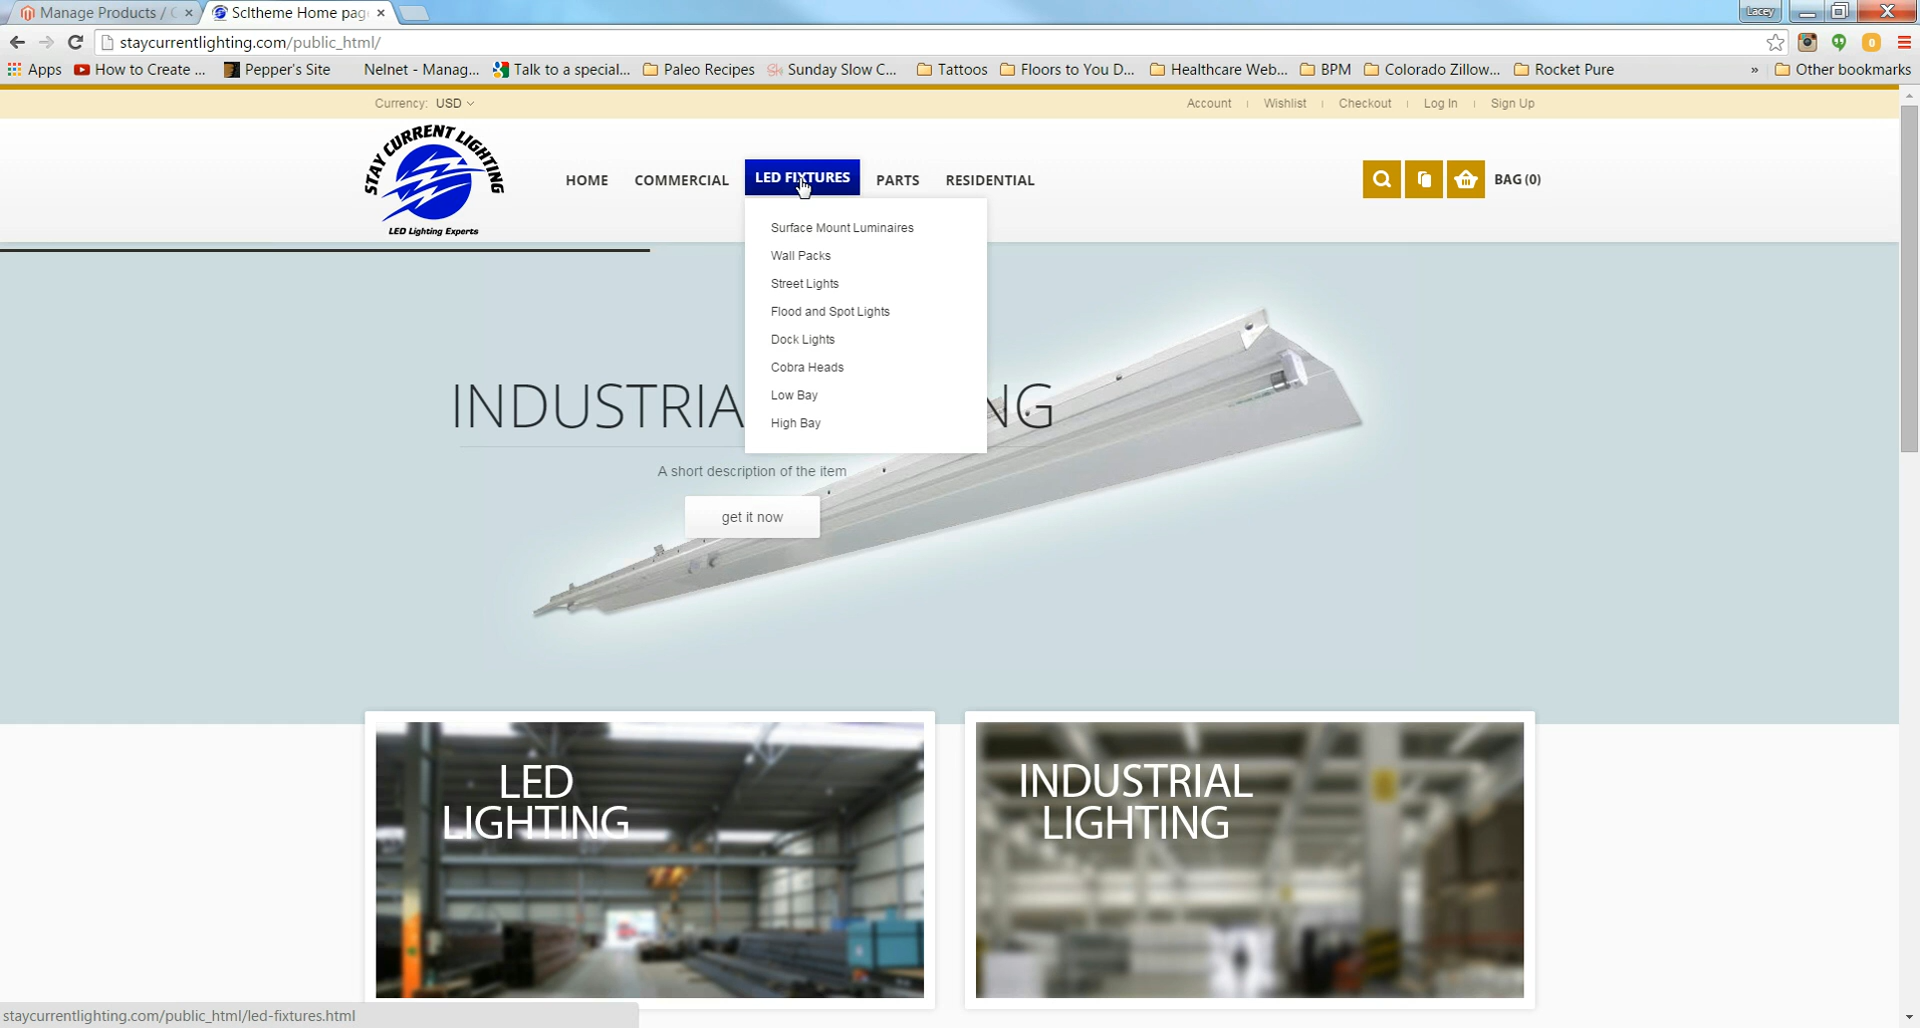 Manage Products / C
Scltheme Home pag
Lacey
staycurrentlighting.com/public_html/
Apps
How to Create ...
Pepper's Site
Nelnet - Manag...
Talk to a special...
Paleo Recipes
Sunday Slow C...
Tattoos
Floors to You D...
Healthcare Web...
BPM
Colorado Zillow...
Rocket Pure
»
Other bookmarks
Currency: USD
Account
Wishlist
Checkout
Log In
Sign Up
STAY CURRENT LIGHTING
LED Lighting Experts
HOME
COMMERCIAL
LED FIXTURES
PARTS
RESIDENTIAL
0
BAG (0)
Surface Mount Luminaires
Wall Packs
Street Lights
Flood and Spot Lights
Dock Lights
Cobra Heads
Low Bay
High Bay
INDUSTRIA NG
A short description of the item
get it now
LED
LIGHTING
INDUSTRIAL
LIGHTING
staycurrentlighting.com/public_html/led-fixtures.html